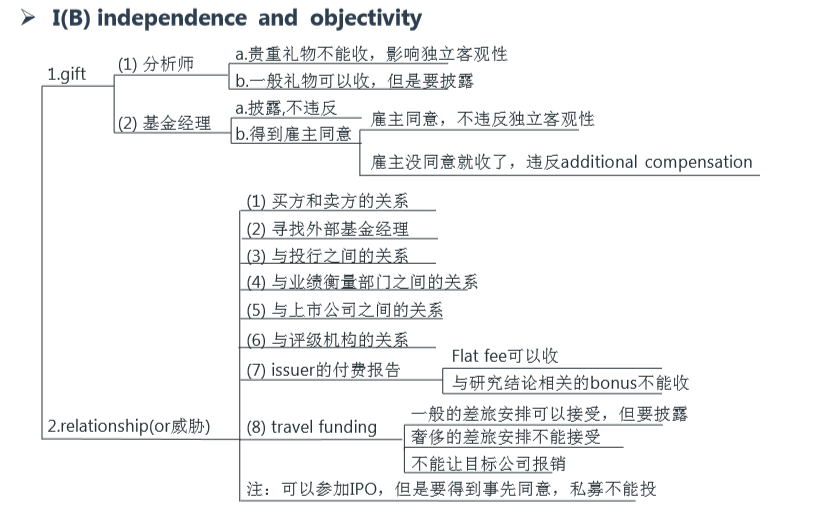 ➢ I(B) independence and objectivity
1.gift
(1) 分析师
a.贵重礼物不能收，影响独立客观性
b.一般礼物可以收，但是要披露
(2) 基金经理
a.披露,不违反
b.得到雇主同意
雇主同意，不违反独立客观性
雇主没同意就收了，违反additional compensation
2.relationship(or威胁)
(1) 买方和卖方的关系
(2) 寻找外部基金经理
(3) 与投行之间的关系
(4) 与业绩衡量部门之间的关系
(5) 与上市公司之间的关系
(6) 与评级机构的关系
(7) issuer的付费报告
Flat fee可以收
与研究结论相关的bonus不能收
(8) travel funding
一般的差旅安排可以接受，但要披露
奢侈的差旅安排不能接受
不能让目标公司报销
注：可以参加IPO，但是要得到事先同意，私募不能投